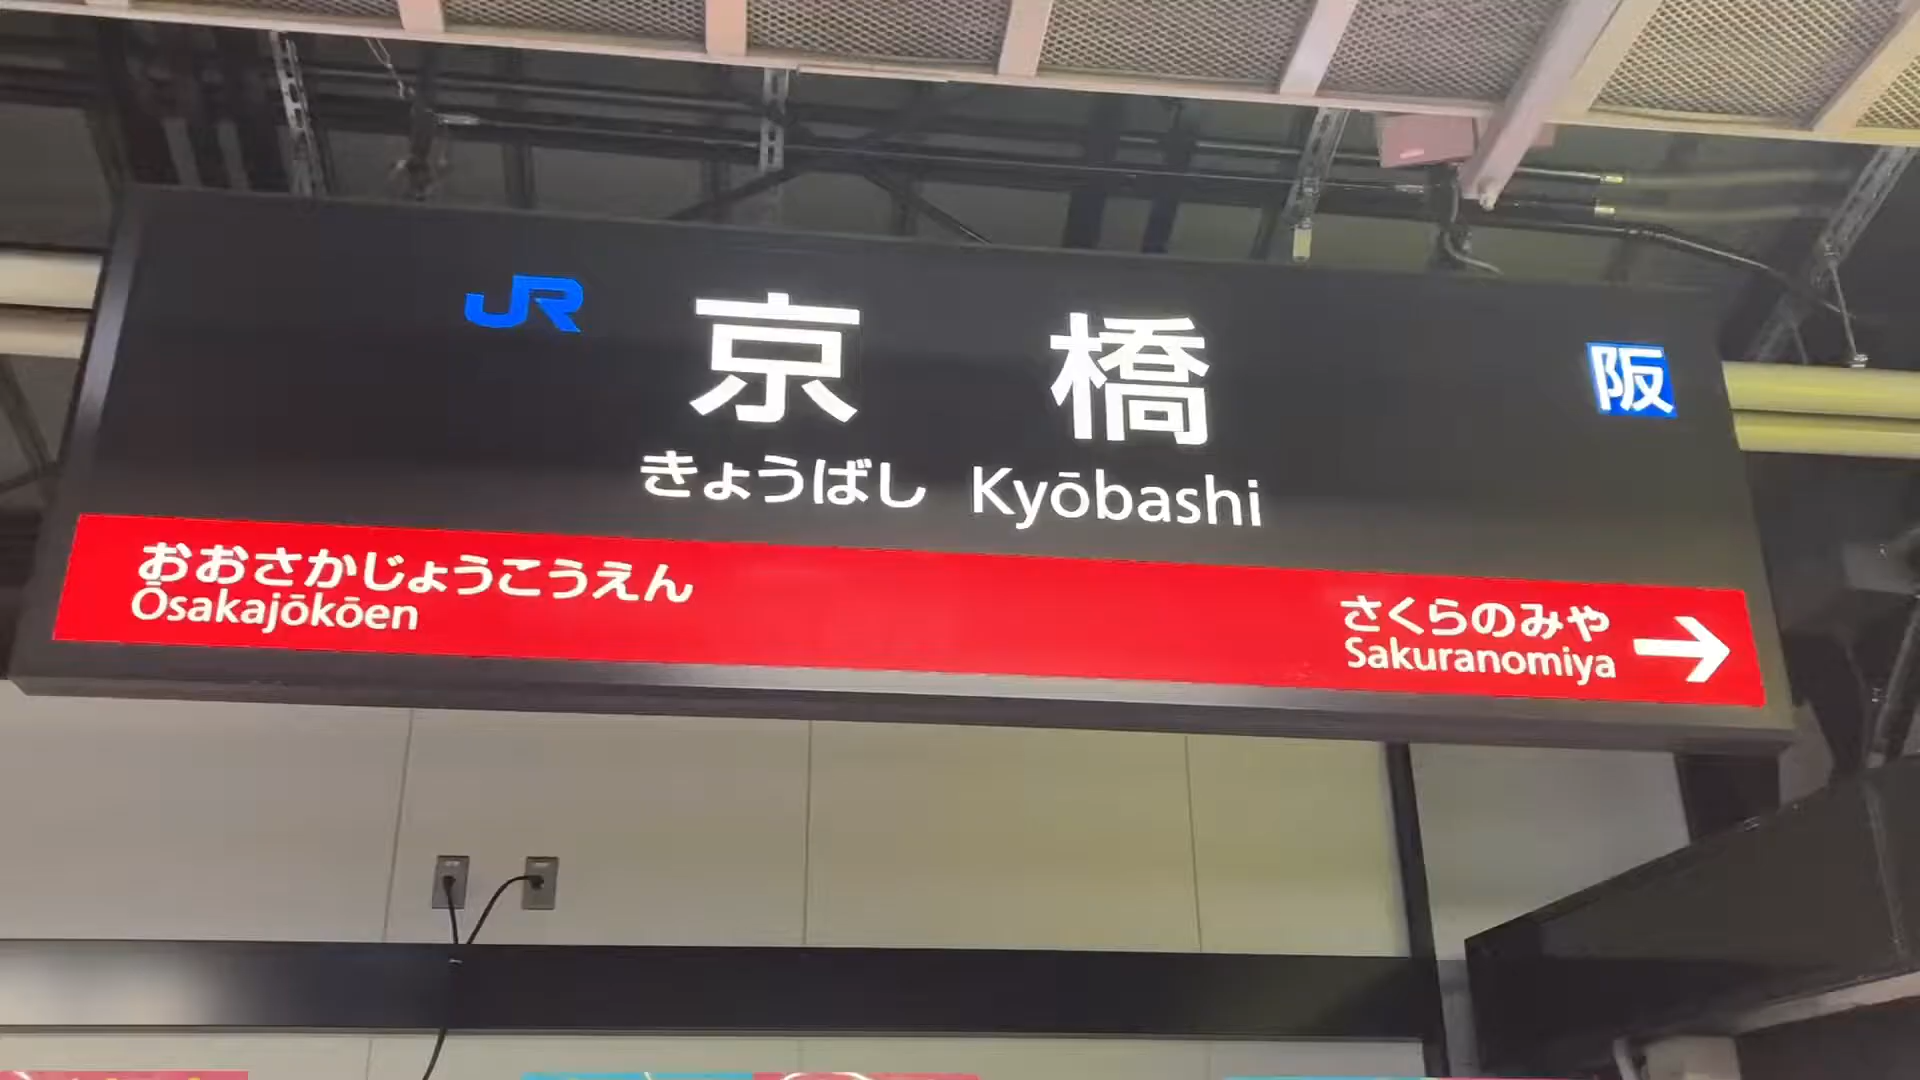 JR 京橋 阪
きょうばし Kyōbashi
おおさかじょうこうえん
Ōsakajōkōen
さくらのみや
Sakuranomiya